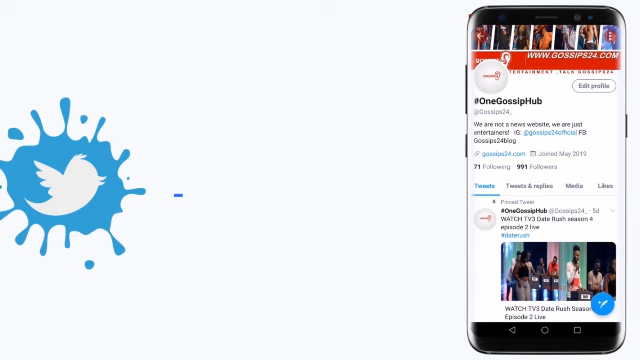 WWW.GOSSIPS24.COM
ERTAINMENT _TALK GOSSIPS24
Edit profile
#OneGossipHub
@Gossips24_
We are not a news website, we are just
entertainers! IG: @gossips24official FB:
Gossips24blog
gossips24.com Joined May 2019
71 Following 991 Followers
Tweets Tweets & replies Media Likes
Pinned Tweet
#OneGossipHub @Gossips24_ · 5d
WATCH TV3 Date Rush season 4
episode 2 live
#daterush
WATCH TV3 Date Rush Season
Episode 2 Live